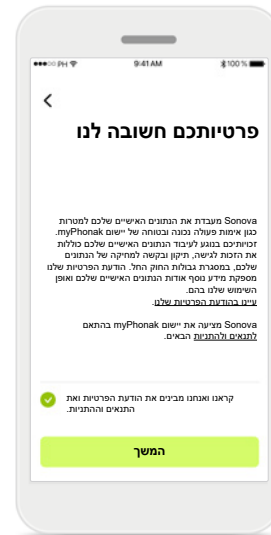 PH 9:41 AM 100 %
פרטיותכם חשובה לנו
Sonova מעבדת את הנתונים האישיים שלכם למטרות
כגון אימות פעולה נכונה ובטוחה של יישום myPhonak.
זכויותיכם בנוגע לעיבוד הנתונים האישיים שלכם כוללות
את הזכות לגישה, תיקון ובקשה למחיקה של הנתונים
שלכם, במסגרת גבולות החוק החל. הודעת הפרטיות שלנו
מספקת מידע נוסף אודות הנתונים האישיים שלכם ואופן
השימוש שלנו בהם.
עיינו בהודעת הפרטיות שלנו.
Sonova מציעה את יישום myPhonak בהתאם
לתנאים ולהתניות הבאים.
קראנו ואנחנו מבינים את הודעת הפרטיות ואת
התנאים וההתניות.
המשך